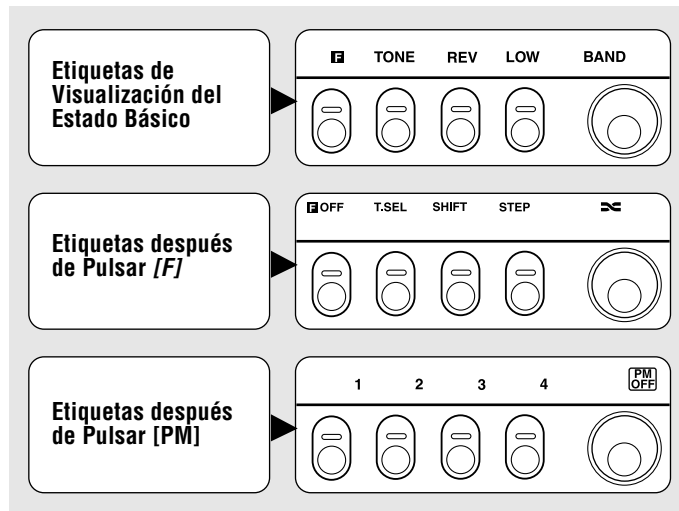 Etiquetas de
Visualización del
Estado Básico
F TONE REV LOW BAND
Etiquetas después
de Pulsar [F]
F OFF T.SEL SHIFT STEP
Etiquetas después
de Pulsar [PM]
1 2 3 4 PM
OFF